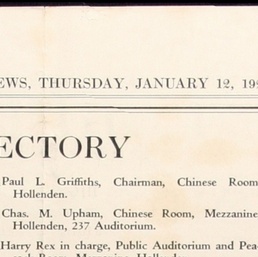 EWS, THURSDAY, JANUARY 12, 19
ECTORY
Paul L. Griffiths, Chairman, Chinese Room
Hollenden.
Chas. M. Upham, Chinese Room, Mezzanine
Hollenden, 237 Auditorium.
Harry Rex in charge, Public Auditorium and Pea